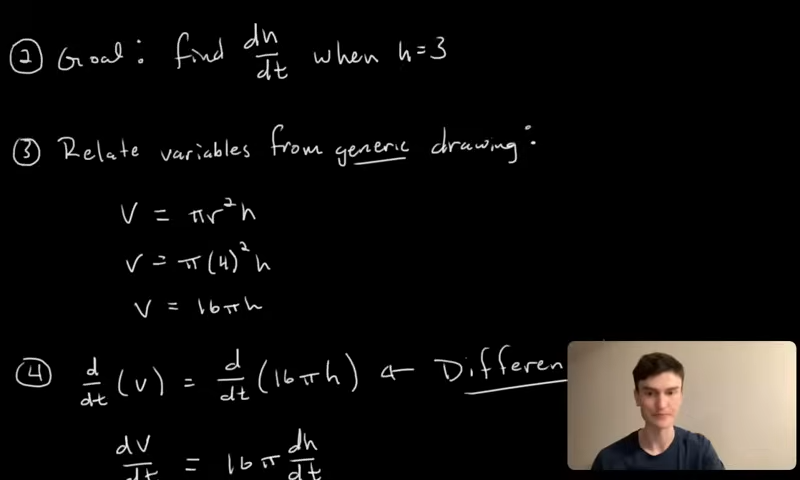 ② Goal: find dh/dt when h=3
③ Relate variables from generic drawing:
V = πr²h
V = π(4)²h
V = 16πh
④ d/dt (V) = d/dt (16πh) ←
dV/dt = 16π dh/dt